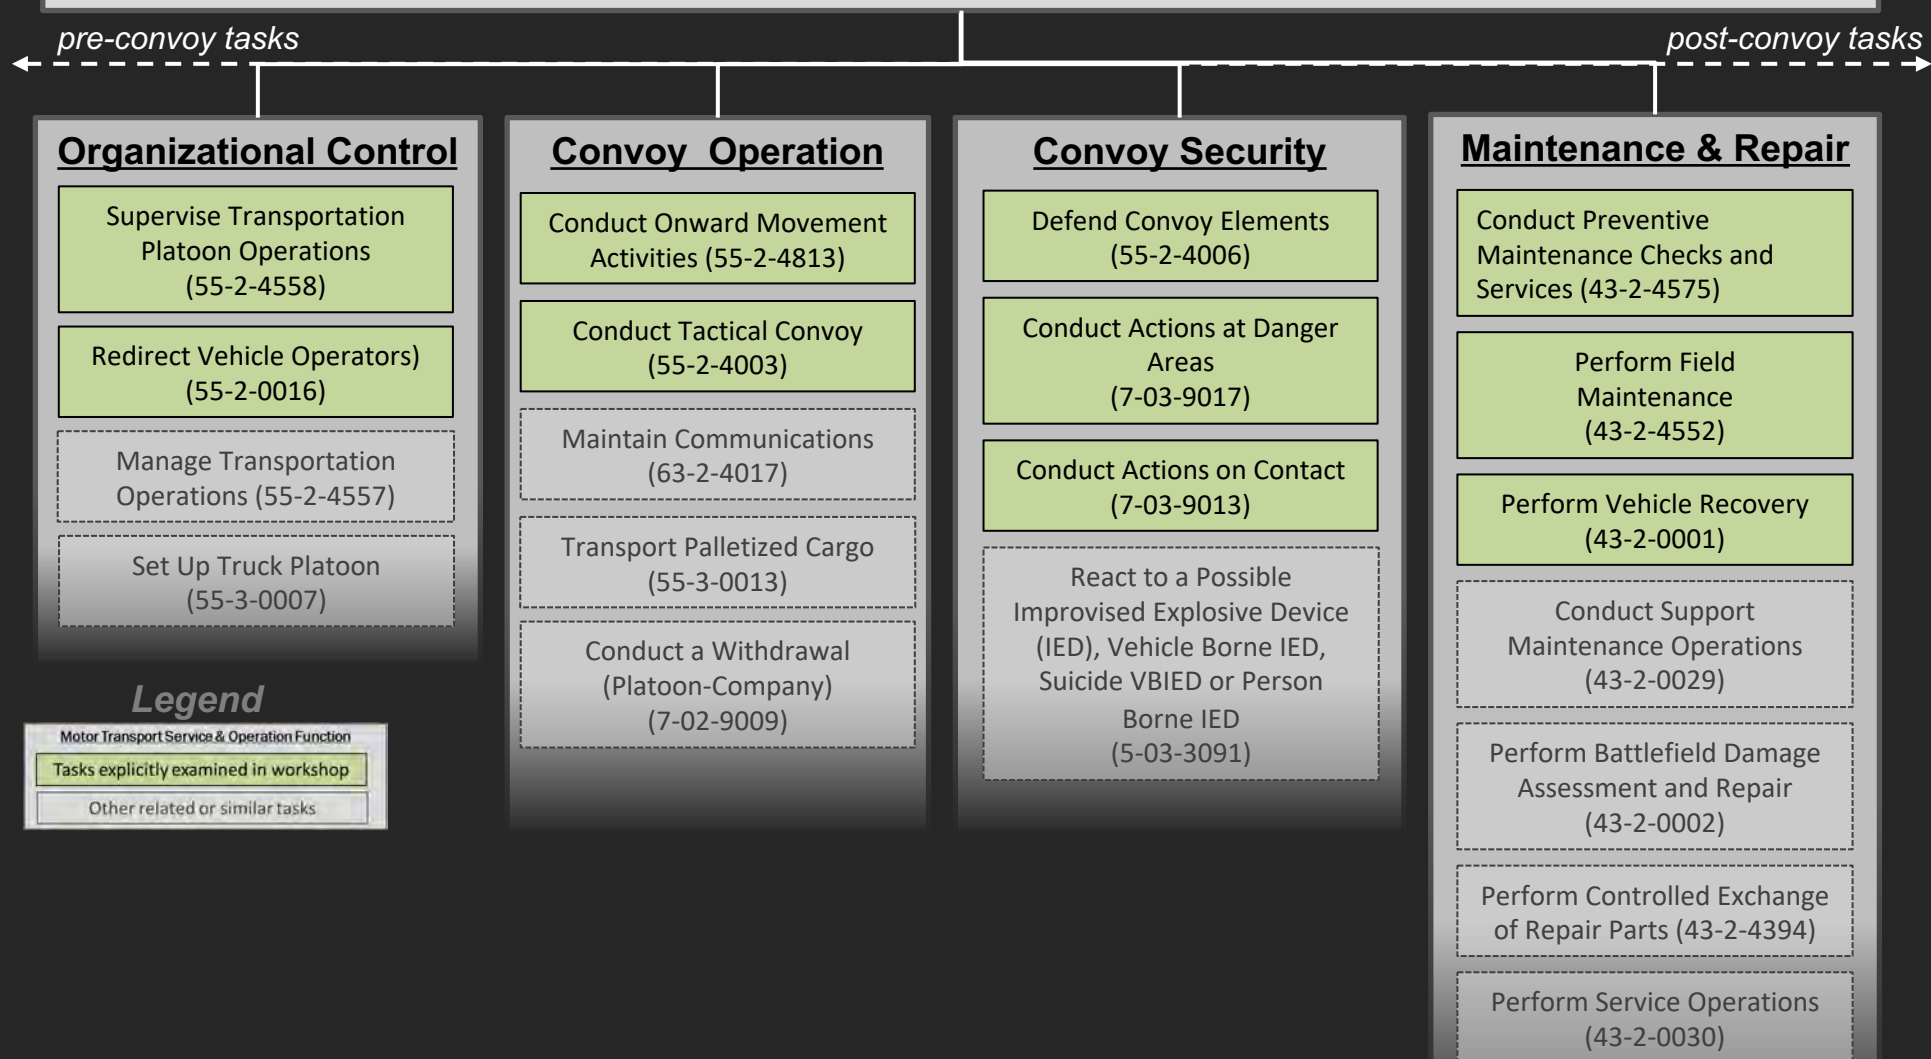 pre-convoy tasks
post-convoy tasks
Organizational Control
Supervise Transportation
Platoon Operations
(55-2-4558)
Redirect Vehicle Operators)
(55-2-0016)
Manage Transportation
Operations (55-2-4557)
Set Up Truck Platoon
(55-3-0007)
Legend
Motor Transport Service & Operation Function
Tasks explicitly examined in workshop
Other related or similar tasks
Convoy Operation
Conduct Onward Movement
Activities (55-2-4813)
Conduct Tactical Convoy
(55-2-4003)
Maintain Communications
(63-2-4017)
Transport Palletized Cargo
(55-3-0013)
Conduct a Withdrawal
(Platoon-Company)
(7-02-9009)
Convoy Security
Defend Convoy Elements
(55-2-4006)
Conduct Actions at Danger
Areas
(7-03-9017)
Conduct Actions on Contact
(7-03-9013)
React to a Possible
Improvised Explosive Device
(IED), Vehicle Borne IED,
Suicide VBIED or Person
Borne IED
(5-03-3091)
Maintenance & Repair
Conduct Preventive
Maintenance Checks and
Services (43-2-4575)
Perform Field
Maintenance
(43-2-4552)
Perform Vehicle Recovery
(43-2-0001)
Conduct Support
Maintenance Operations
(43-2-0029)
Perform Battlefield Damage
Assessment and Repair
(43-2-0002)
Perform Controlled Exchange
of Repair Parts (43-2-4394)
Perform Service Operations
(43-2-0030)